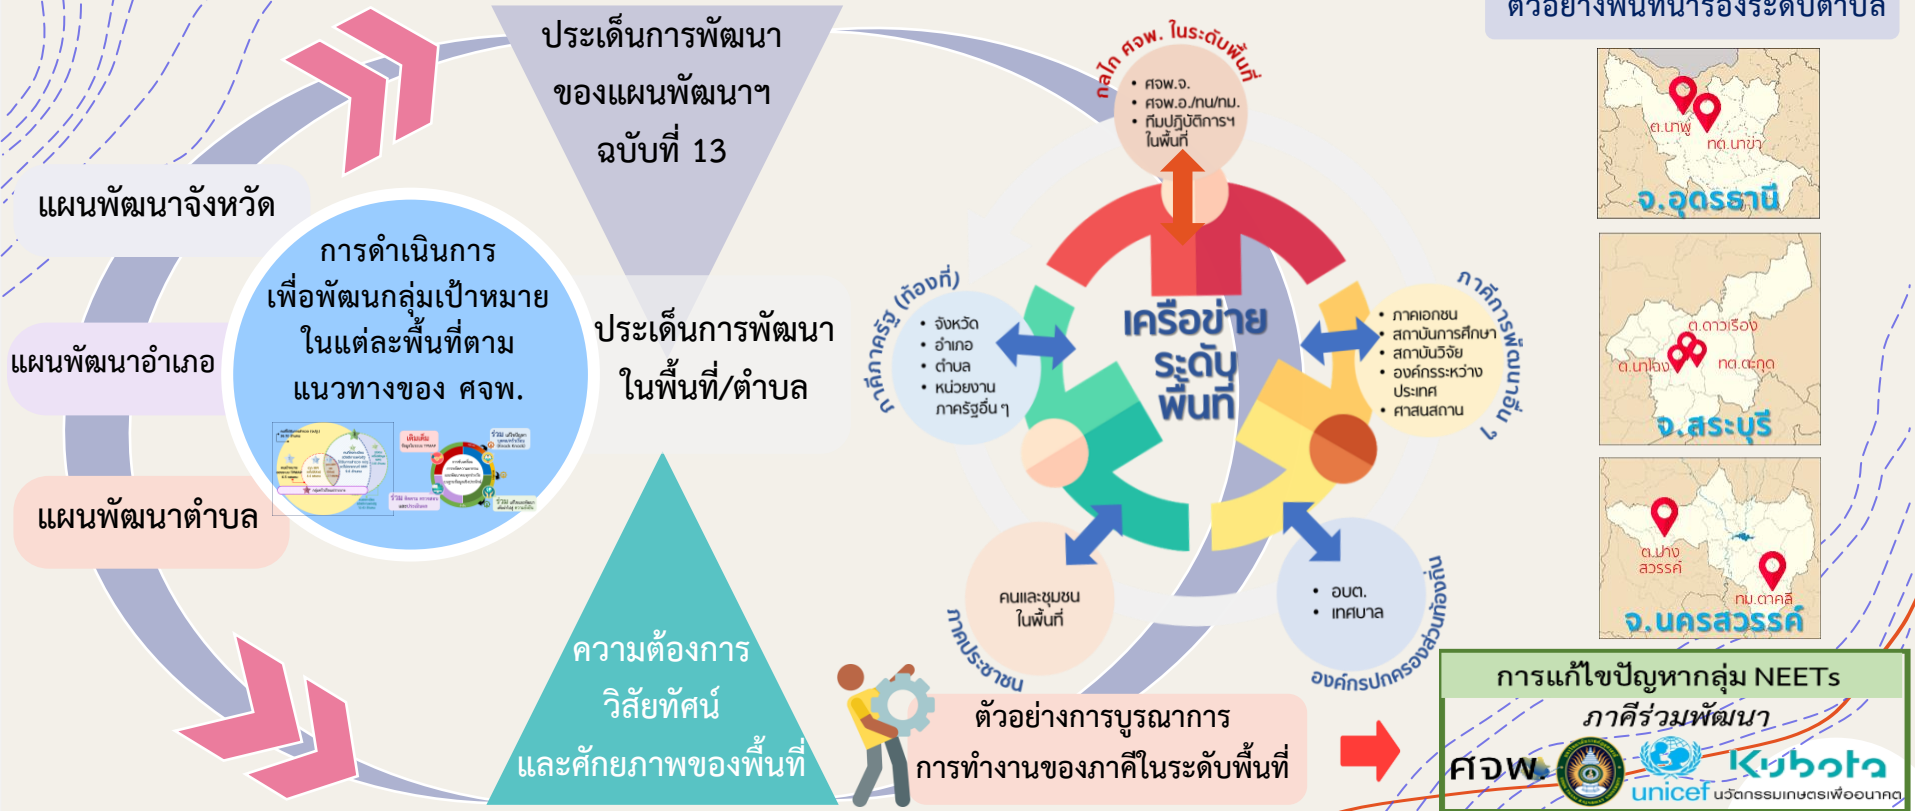 ตัวอย่างพื้นที่นำร่องระดับตำบล
ประเด็นการพัฒนา
ของแผนพัฒนาฯ
ฉบับที่ 13
แผนพัฒนาจังหวัด
แผนพัฒนาอำเภอ
แผนพัฒนาตำบล
การดำเนินการ
เพื่อพัฒนกลุ่มเป้าหมาย
ในแต่ละพื้นที่ตาม
แนวทางของ ศจพ.
เติมเต็ม
ประเด็นการพัฒนา
ในพื้นที่/ตำบล
ความต้องการ
วิสัยทัศน์
และศักยภาพของพื้นที่
กลไก ศจพ. ในระดับพื้นที่
• ศจพ.จ.
• ศจพ.อ./ทน/ทม.
• ทีมปฏิบัติการฯ
ในพื้นที่
ภาคีภาครัฐ (ท้องที่)
• จังหวัด
• อำเภอ
• ตำบล
• หน่วยงาน
ภาครัฐอื่น ๆ
เครือข่าย
ระดับ
พื้นที่
ภาคีการพัฒนาอื่น ๆ
• ภาคเอกชน
• สถาบันการศึกษา
• สถาบันวิจัย
• องค์กรระหว่าง
ประเทศ
• ศาสนสถาน
คนและชุมชน
ในพื้นที่
ภาคประชาชน
• อบต.
• เทศบาล
องค์กรปกครองส่วนท้องถิ่น
ตัวอย่างการบูรณาการ
การทำงานของภาคีในระดับพื้นที่
ต.นาพู่
ทต.นาข่า
จ.อุดรธานี
ต.ดาวเรือง
ต.นาโฉง
ทต.ตะกุด
จ.สระบุรี
ต.ปาง
สวรรค์
ทม.ตาคลี
จ.นครสวรรค์
การแก้ไขปัญหากลุ่ม NEETs
ภาคีร่วมพัฒนา
ศจพ.
unicef
Kubota
นวัตกรรมเกษตรเพื่ออนาคต